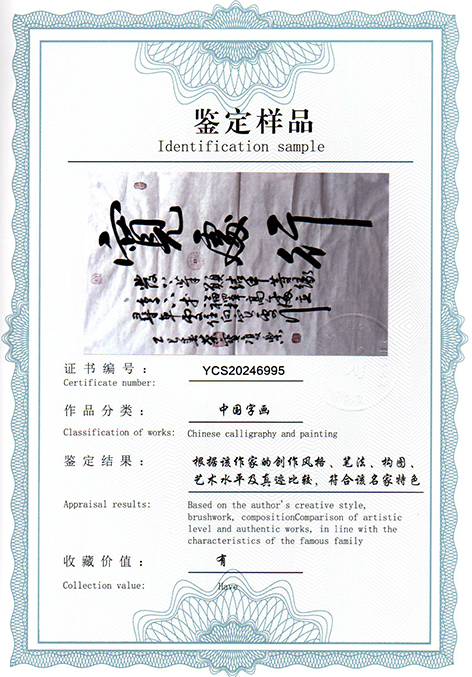 鉴定样品
Identification sample
寬處行
证书编号：
YCS20246995
Certificate number:
作品分类：
中国字画
Classification of works:
Chinese calligraphy and painting
鉴定结果：
根据该作家的创作风格、笔法、构图、
艺术水平及真迹比较，符合该名家特色
Appraisal results:
Based on the author's creative style,
brushwork, compositionComparison of artistic
level and authentic works, in line with the
characteristics of the famous family
收藏价值：
有
Collection value:
Have